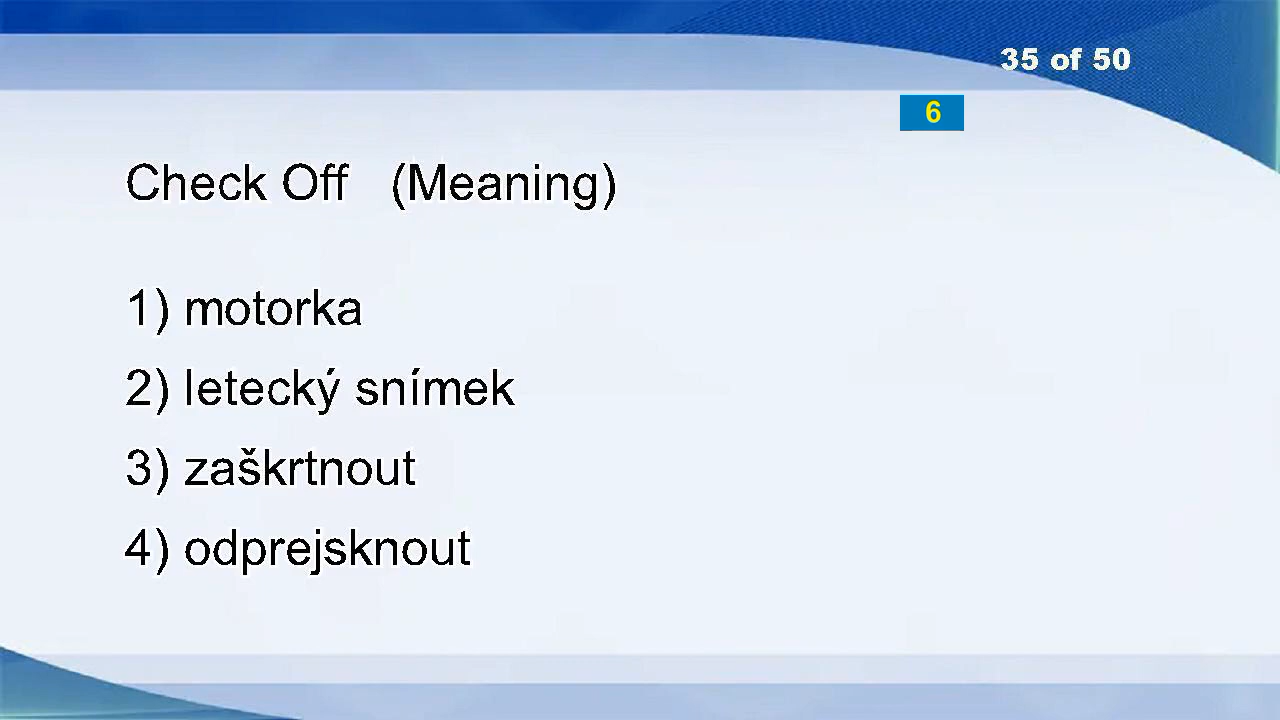 35 of 50
6
Check Off (Meaning)
1) motorka
2) letecký snímek
3) zaškrtnout
4) odprejsknout